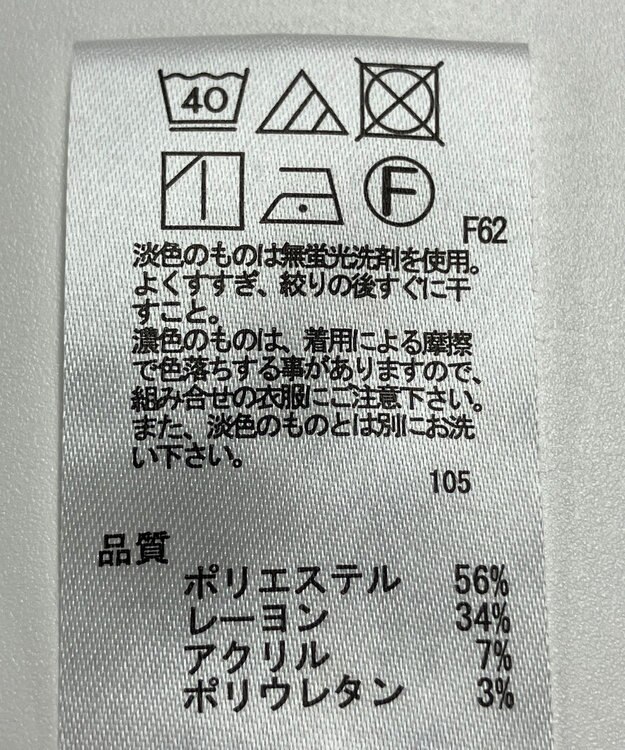 40
F
F62
淡色のものは無蛍光洗剤を使用。
よくすすぎ、絞りの後すぐに干
すこと。
濃色のものは、着用による摩擦
で色落ちする事がありますので、
組み合せの衣服にご注意下さい。
また、淡色のものとは別にお洗
い下さい。
105
品質
ポリエステル 56%
レーヨン 34%
アクリル 7%
ポリウレタン 3%